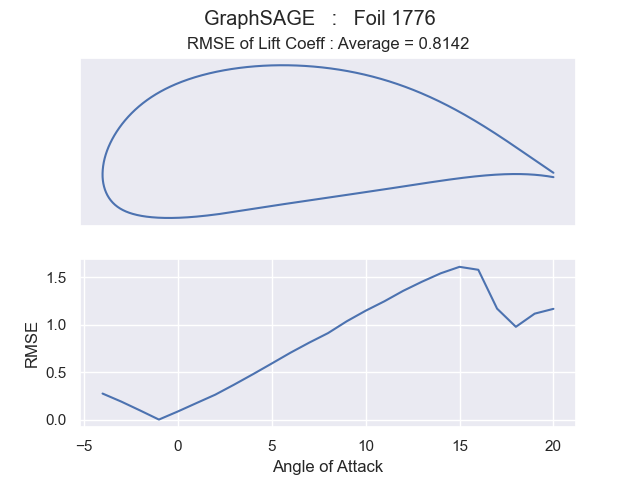 GraphSAGE : Foil 1776
RMSE of Lift Coeff : Average = 0.8142
1.5
1.0
0.5
0.0
RMSE
−5 0 5 10 15 20
Angle of Attack